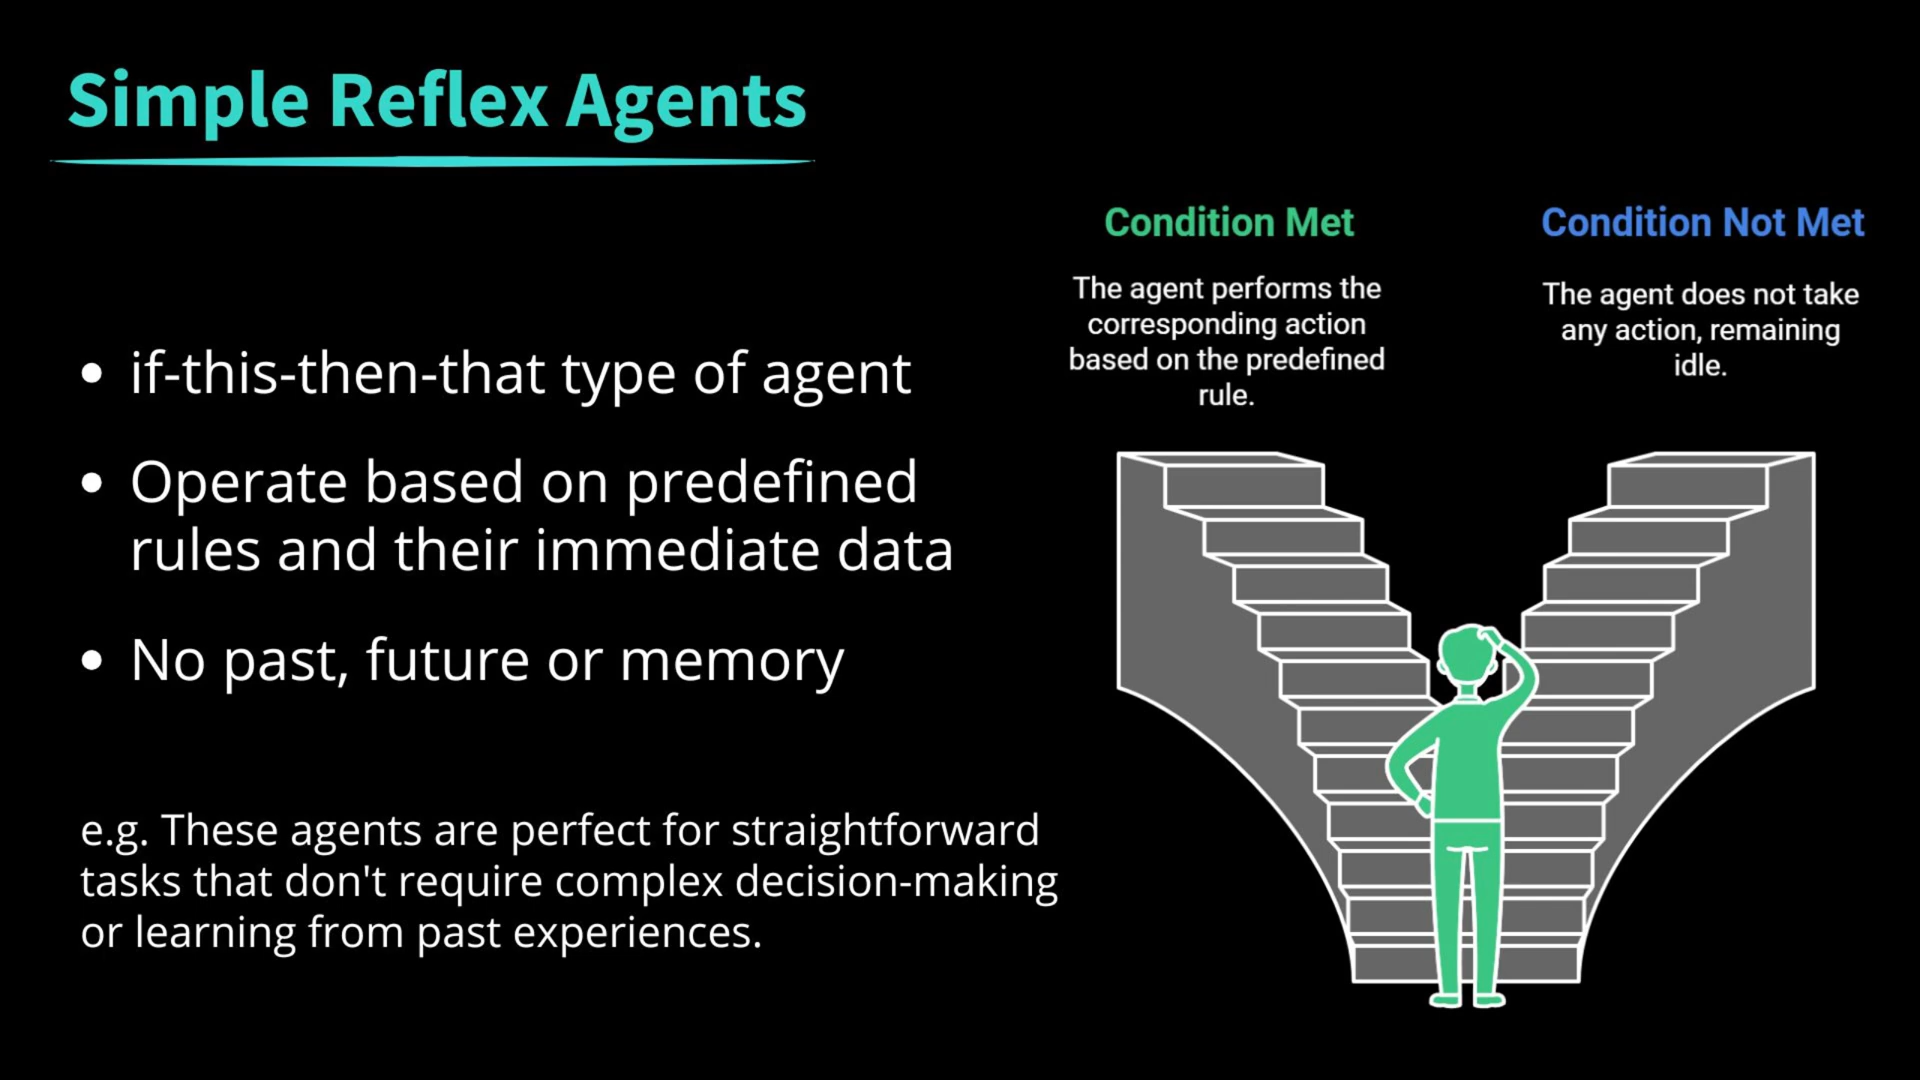 Simple Reflex Agents
• if-this-then-that type of agent
• Operate based on predefined
rules and their immediate data
• No past, future or memory
e.g. These agents are perfect for straightforward
tasks that don't require complex decision-making
or learning from past experiences.
Condition Met
The agent performs the
corresponding action
based on the predefined
rule.
Condition Not Met
The agent does not take
any action, remaining
idle.